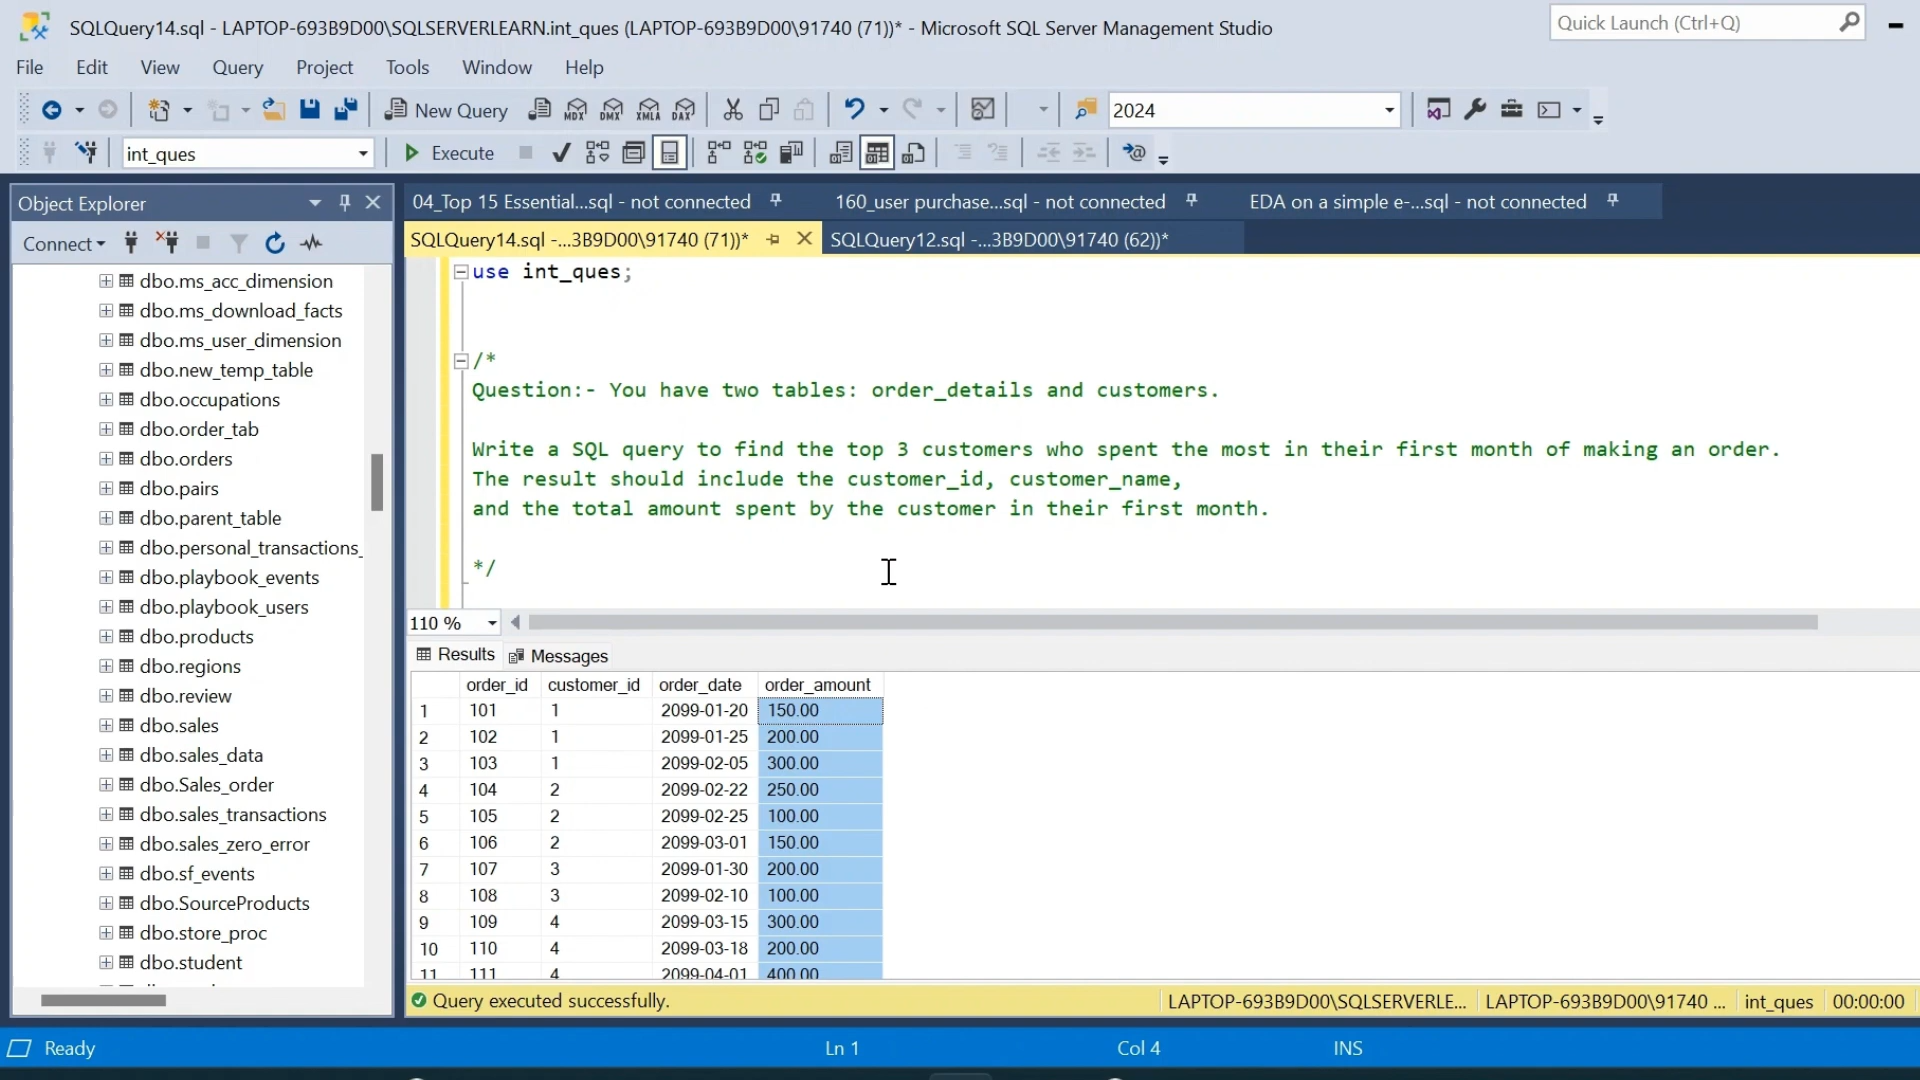 SQLQuery14.sql - LAPTOP-693B9D00\SQLSERVERLEARN.int_ques (LAPTOP-693B9D00\91740 (71))* - Microsoft SQL Server Management Studio
Quick Launch (Ctrl+Q)
File Edit View Query Project Tools Window Help
New Query MDX DMX XMLA DAX 2024
int_ques Execute
Object Explorer
Connect
dbo.ms_acc_dimension
dbo.ms_download_facts
dbo.ms_user_dimension
dbo.new_temp_table
dbo.occupations
dbo.order_tab
dbo.orders
dbo.pairs
dbo.parent_table
dbo.personal_transactions_
dbo.playbook_events
dbo.playbook_users
dbo.products
dbo.regions
dbo.review
dbo.sales
dbo.sales_data
dbo.Sales_order
dbo.sales_transactions
dbo.sales_zero_error
dbo.sf_events
dbo.SourceProducts
dbo.store_proc
dbo.student
04_Top 15 Essential...sql - not connected 160_user purchase...sql - not connected EDA on a simple e-...sql - not connected
SQLQuery14.sql -...3B9D00\91740 (71))* SQLQuery12.sql -...3B9D00\91740 (62))*
use int_ques;
/*
Question:- You have two tables: order_details and customers.
Write a SQL query to find the top 3 customers who spent the most in their first month of making an order.
The result should include the customer_id, customer_name,
and the total amount spent by the customer in their first month.
*/
110 %
Results Messages
order_id customer_id order_date order_amount
1 101 1 2099-01-20 150.00
2 102 1 2099-01-25 200.00
3 103 1 2099-02-05 300.00
4 104 2 2099-02-22 250.00
5 105 2 2099-02-25 100.00
6 106 2 2099-03-01 150.00
7 107 3 2099-01-30 200.00
8 108 3 2099-02-10 100.00
9 109 4 2099-03-15 300.00
10 110 4 2099-03-18 200.00
11 111 4 2099-04-01 400.00
Query executed successfully. LAPTOP-693B9D00\SQLSERVERLE... LAPTOP-693B9D00\91740 ... int_ques 00:00:00
Ready Ln 1 Col 4 INS